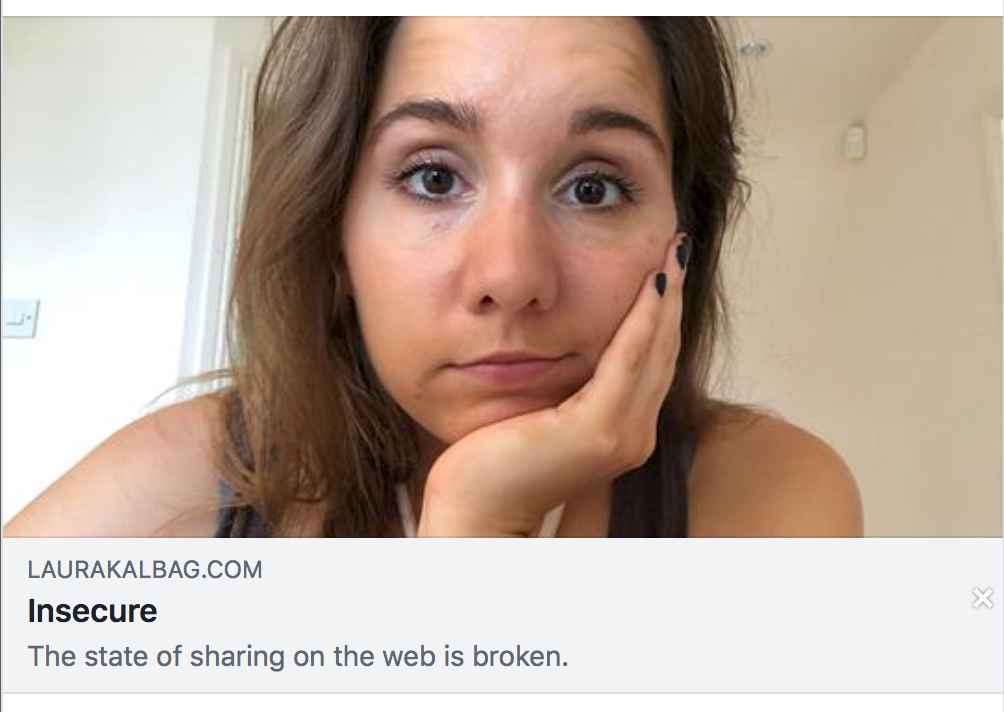 LAURAKALBAG.COM
Insecure
The state of sharing on the web is broken.